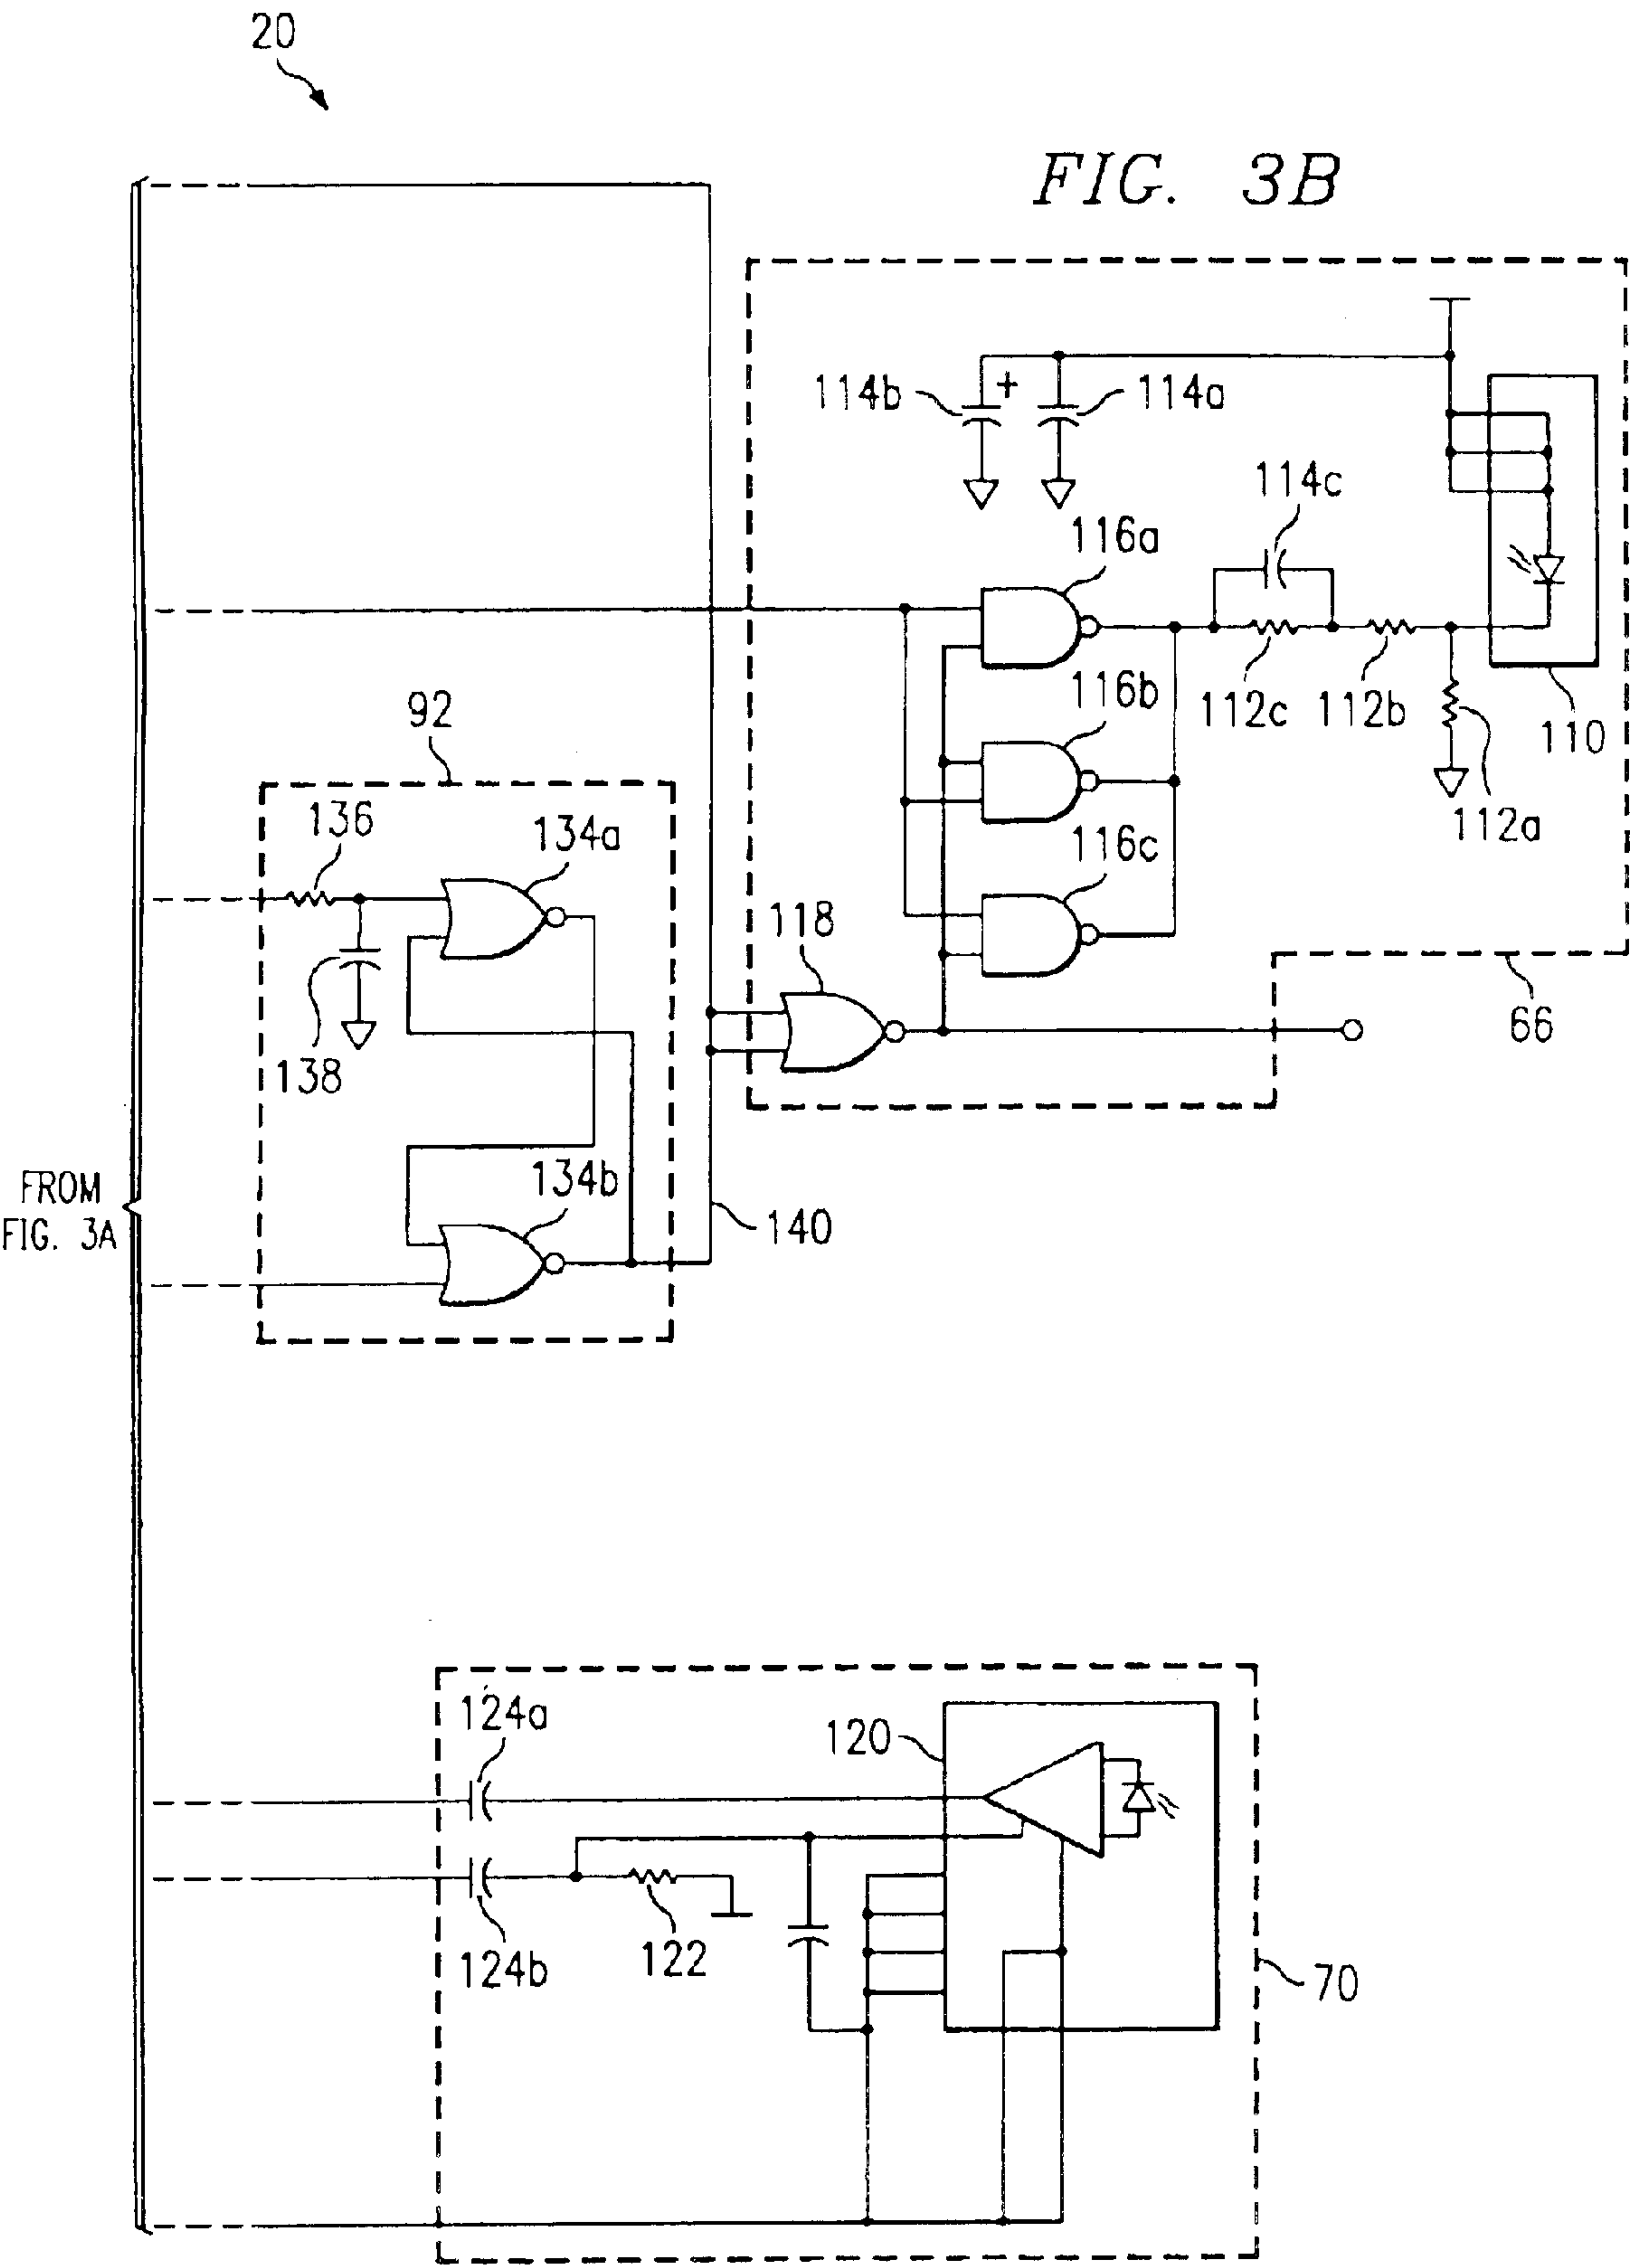 20
FIG. 3B
114b
+
114a
114c
116a
116b
112c
112b
110
112a
92
136
134a
116c
118
138
66
FROM
FIG. 3A
134b
140
124a
120
122
124b
70